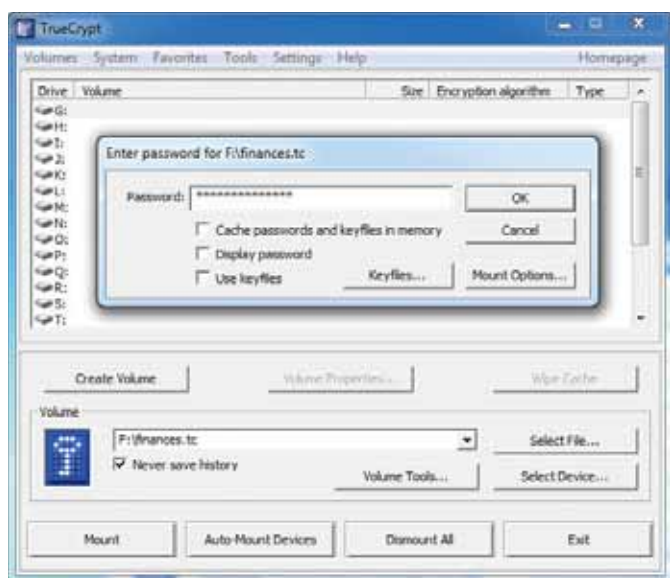 TrueCrypt
Volumes System Favorites Tools Settings Help Homepage
Drive Volume Size Encryption algorithm Type
G:
H:
I:
J:
K:
L:
M:
N:
O:
P:
Q:
R:
S:
T:
Enter password for F:\finances.tc
Password: **************
OK
Cache passwords and keyfiles in memory
Cancel
Display password
Use keyfiles
Keyfiles...
Mount Options...
Create Volume
Volume Properties...
Wipe Cache
Volume
F:\finances.tc
Select File...
Never save history
Volume Tools...
Select Device...
Mount
Auto-Mount Devices
Dismount All
Exit